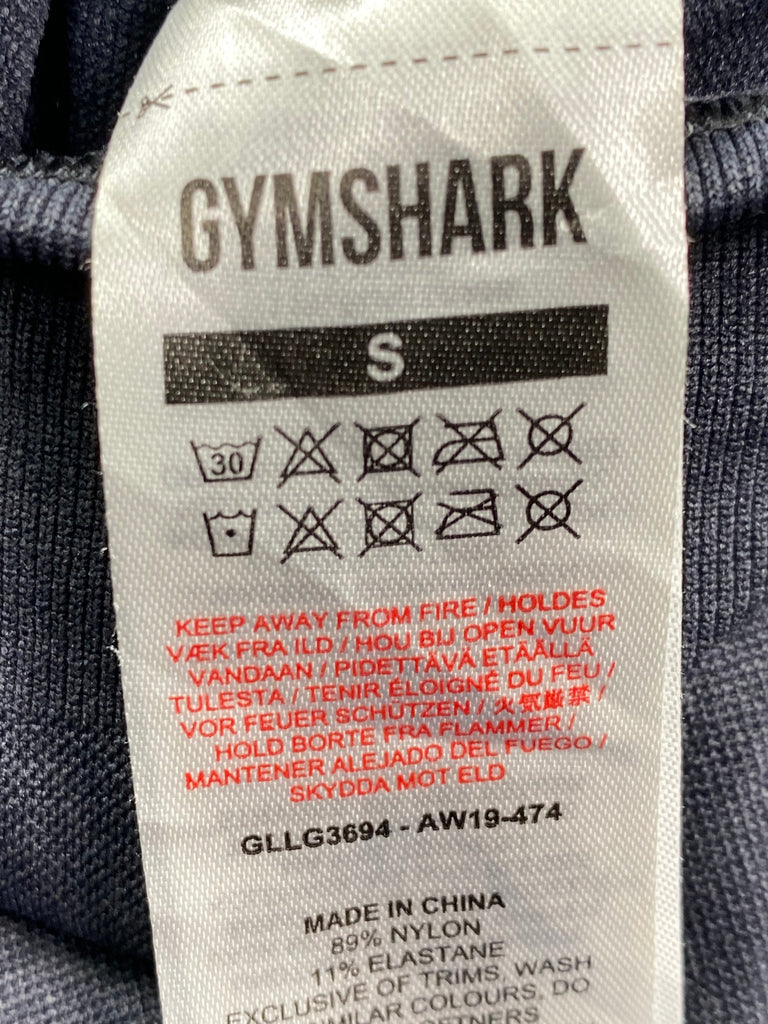 GYMSHARK
S
30
KEEP AWAY FROM FIRE / HOLDES
VÆK FRA ILD / HOU BIJ OPEN VUUR
VANDAAN / PIDETTÄVÄ ETÄÄLLÄ
TULESTA / TENIR ÉLOIGNÉ DU FEU /
VOR FEUER SCHÜTZEN / 火気厳禁 /
HOLD BORTE FRA FLAMMER /
MANTENER ALEJADO DEL FUEGO /
SKYDDA MOT ELD
GLLG3694 - AW19-474
MADE IN CHINA
89% NYLON
11% ELASTANE
EXCLUSIVE OF TRIMS, WASH
COLOURS, DO